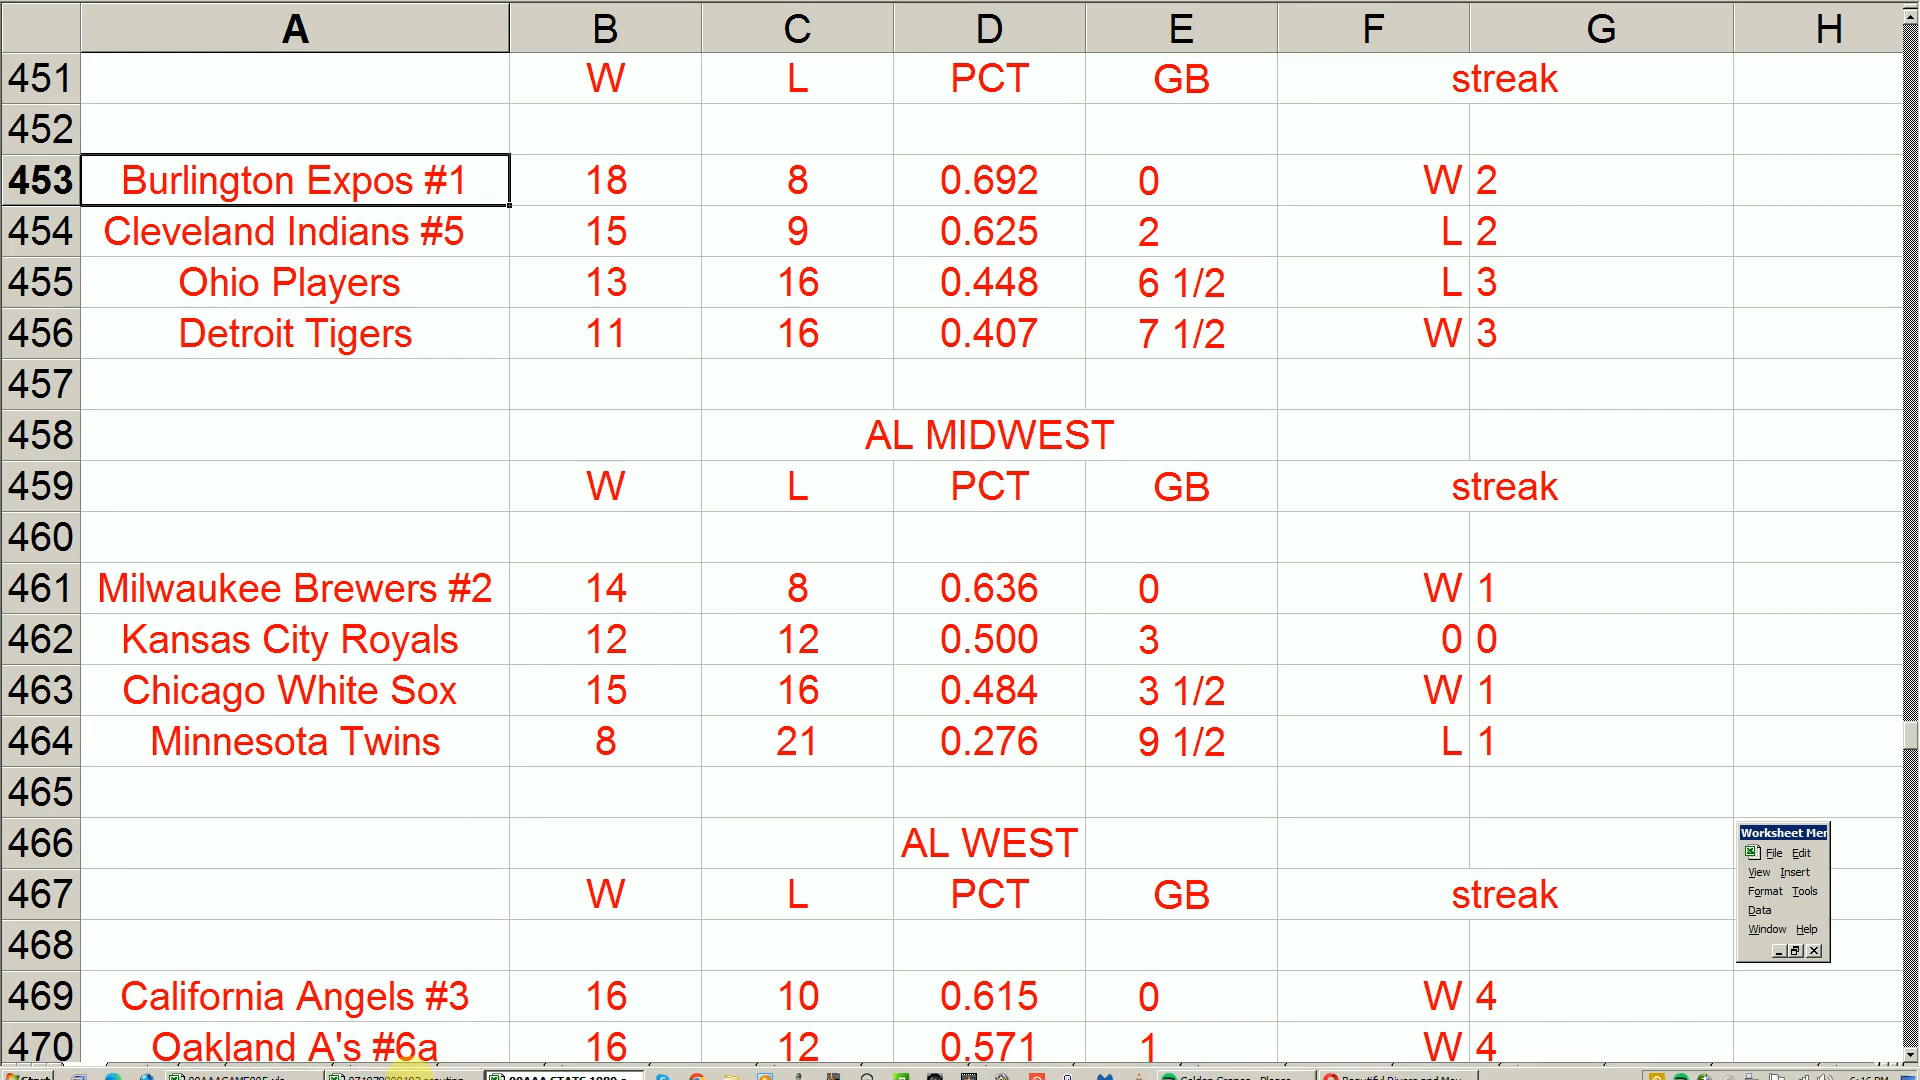 A B C D E F G H
451 W L PCT GB streak
452
453 Burlington Expos #1 18 8 0.692 0 W 2
454 Cleveland Indians #5 15 9 0.625 2 L 2
455 Ohio Players 13 16 0.448 6 1/2 L 3
456 Detroit Tigers 11 16 0.407 7 1/2 W 3
457
458 AL MIDWEST
459 W L PCT GB streak
460
461 Milwaukee Brewers #2 14 8 0.636 0 W 1
462 Kansas City Royals 12 12 0.500 3 0 0
463 Chicago White Sox 15 16 0.484 3 1/2 W 1
464 Minnesota Twins 8 21 0.276 9 1/2 L 1
465
466 AL WEST
467 W L PCT GB streak
468
469 California Angels #3 16 10 0.615 0 W 4
470 Oakland A's #6a 16 12 0.571 1 W 4
Worksheet Mer
File Edit
View Insert
Format Tools
Data
Window Help